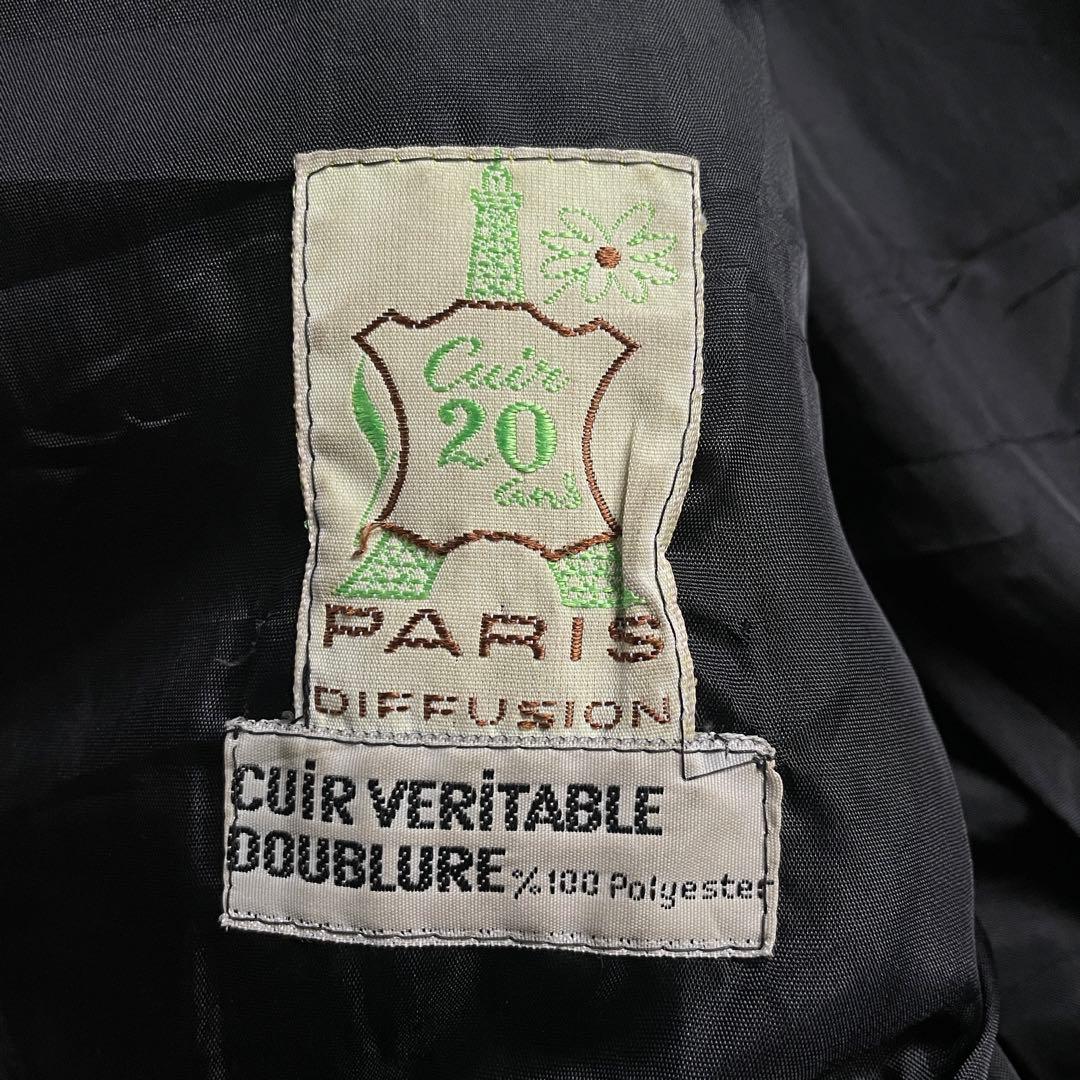 Cuir
20
ans
PARIS
DIFFUSION
CUiR VERiTABLE
DOUBLURE %100 Polyester